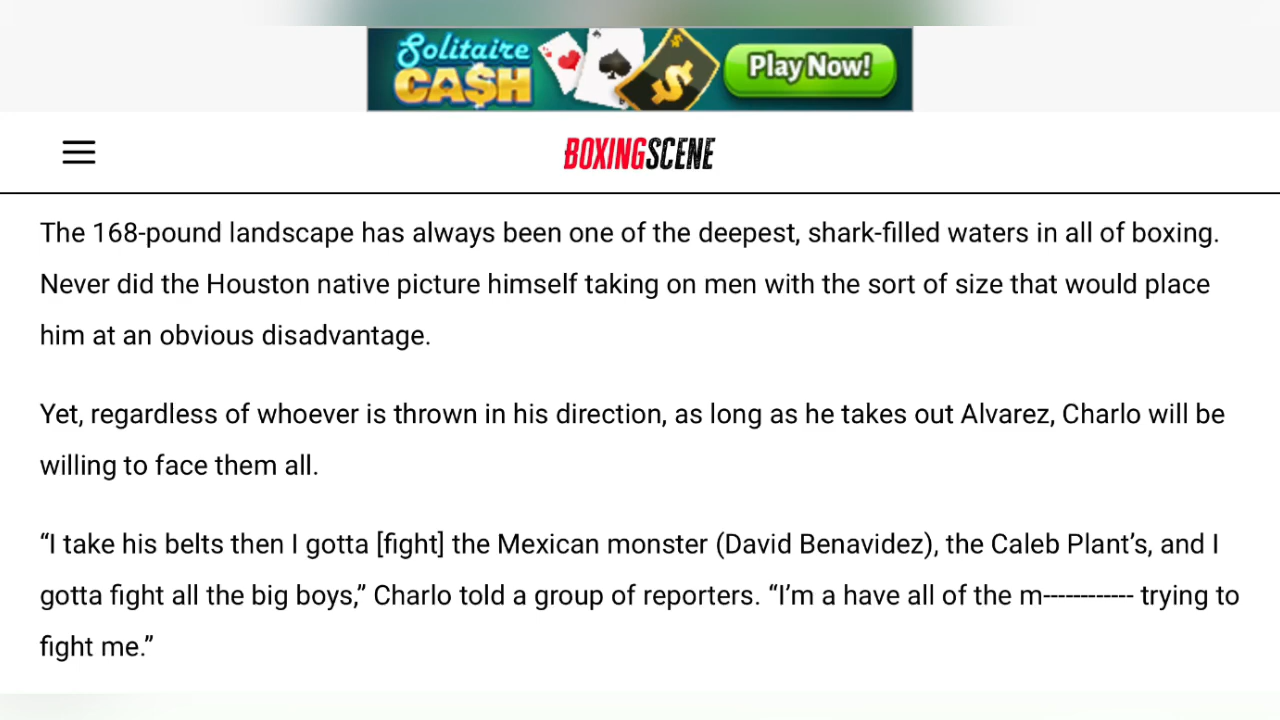 Solitaire
CA$H
Play Now!
BOXINGSCENE
The 168-pound landscape has always been one of the deepest, shark-filled waters in all of boxing.
Never did the Houston native picture himself taking on men with the sort of size that would place
him at an obvious disadvantage.
Yet, regardless of whoever is thrown in his direction, as long as he takes out Alvarez, Charlo will be
willing to face them all.
“I take his belts then I gotta [fight] the Mexican monster (David Benavidez), the Caleb Plant’s, and I
gotta fight all the big boys,” Charlo told a group of reporters. “I’m a have all of the m------------ trying to
fight me.”